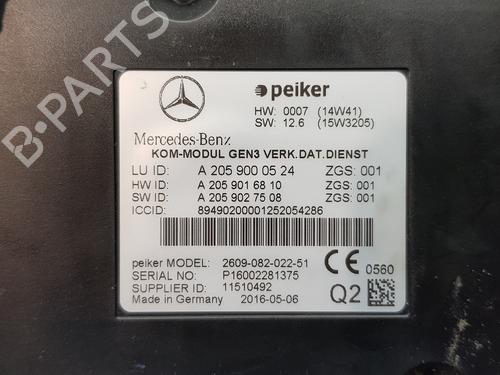 B-PARTS
peiker
HW: 0007 (14W41)
SW: 12.6 (15W3205)
Mercedes-Benz
KOM-MODUL GEN3 VERK.DAT.DIENST
LU ID: A 205 900 05 24 ZGS: 001
HW ID: A 205 901 68 10 ZGS: 001
SW ID: A 205 902 75 08 ZGS: 001
ICCID: 89490200001252054286
peiker MODEL: 2609-082-022-51
SERIAL NO: P16002281375
SUPPLIER ID: 11510492
Made in Germany 2016-05-06
CE 0560
Q2